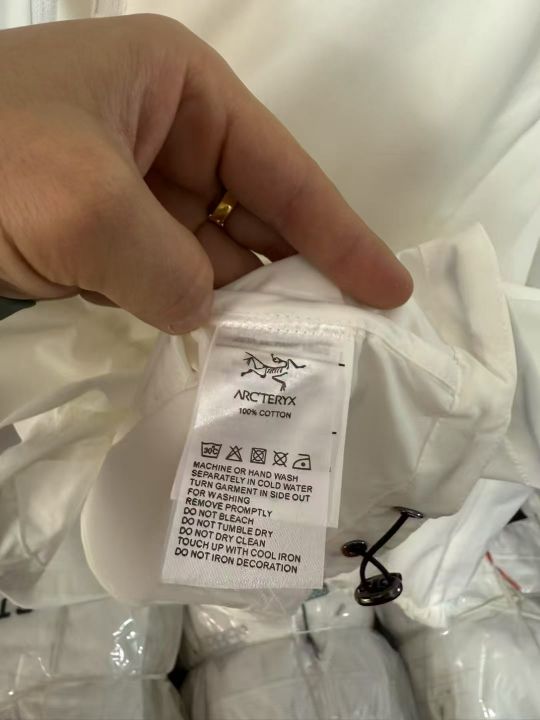 ARC'TERYX
100% COTTON
30C
MACHINE OR HAND WASH
SEPARATELY IN COLD WATER
TURN GARMENT IN SIDE OUT
FOR WASHING
REMOVE PROMPTLY
DO NOT BLEACH
DO NOT TUMBLE DRY
DO NOT DRY CLEAN
TOUCH UP WITH COOL IRON
DO NOT IRON DECORATION